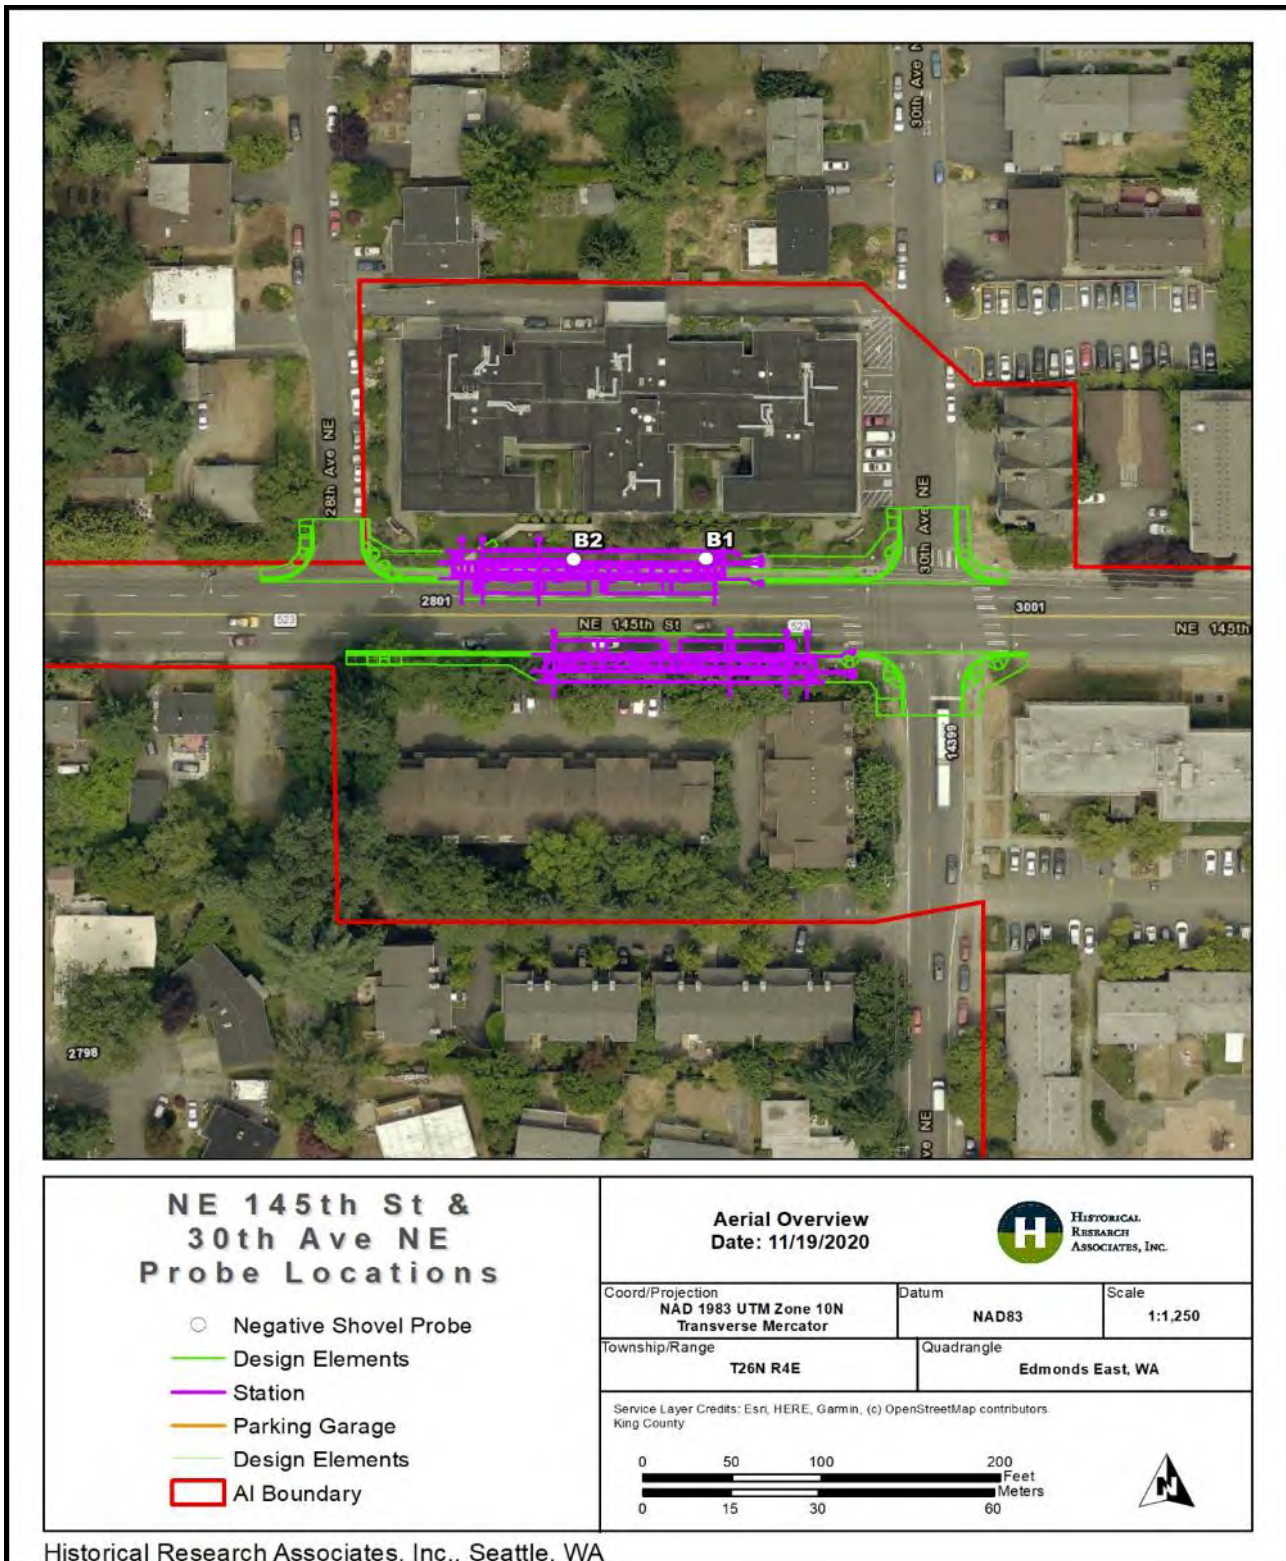 30th Ave N
28th Ave NE
30th Ave NE
B2
B1
2801
523
NE 145th St
523
3001
NE 145th
14399
2798
ve NE
NE 145th St &
30th Ave NE
Probe Locations
Negative Shovel Probe
Design Elements
Station
Parking Garage
Design Elements
AI Boundary
Aerial Overview
Date: 11/19/2020
H
HISTORICAL
RESEARCH
ASSOCIATES, INC.
Coord/Projection
NAD 1983 UTM Zone 10N
Transverse Mercator
Datum
NAD83
Scale
1:1,250
Township/Range
T26N R4E
Quadrangle
Edmonds East, WA
Service Layer Credits: Esri, HERE, Garmin, (c) OpenStreetMap contributors
King County
0 50 100 200
Feet
Meters
0 15 30 60
N
Historical Research Associates, Inc., Seattle, WA